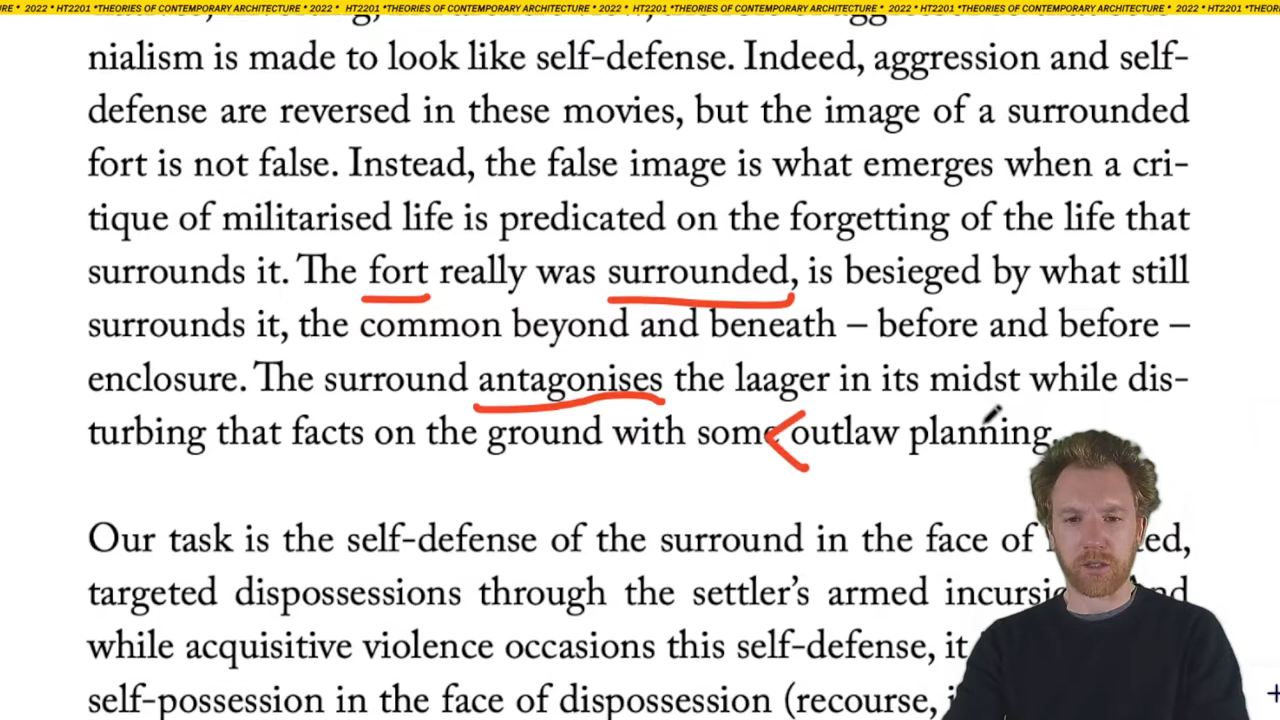 URE * 2022 * HT2201 *THEORIES OF CONTEMPORARY ARCHITECTURE * 2022 * HT2201 *THEORIES OF CONTEMPORARY ARCHITECTURE * 2022 * HT2201 *THEORIES OF CONTEMPORARY ARCHITECTURE * 2022 * HT2201 *THEOR
nialism is made to look like self-defense. Indeed, aggression and self-
defense are reversed in these movies, but the image of a surrounded
fort is not false. Instead, the false image is what emerges when a cri-
tique of militarised life is predicated on the forgetting of the life that
surrounds it. The fort really was surrounded, is besieged by what still
surrounds it, the common beyond and beneath – before and before –
enclosure. The surround antagonises the laager in its midst while dis-
turbing that facts on the ground with some outlaw planning.
Our task is the self-defense of the surround in the face of
targeted dispossessions through the settler's armed
while acquisitive violence occasions this self-defense, it
self-possession in the face of dispossession (recourse,